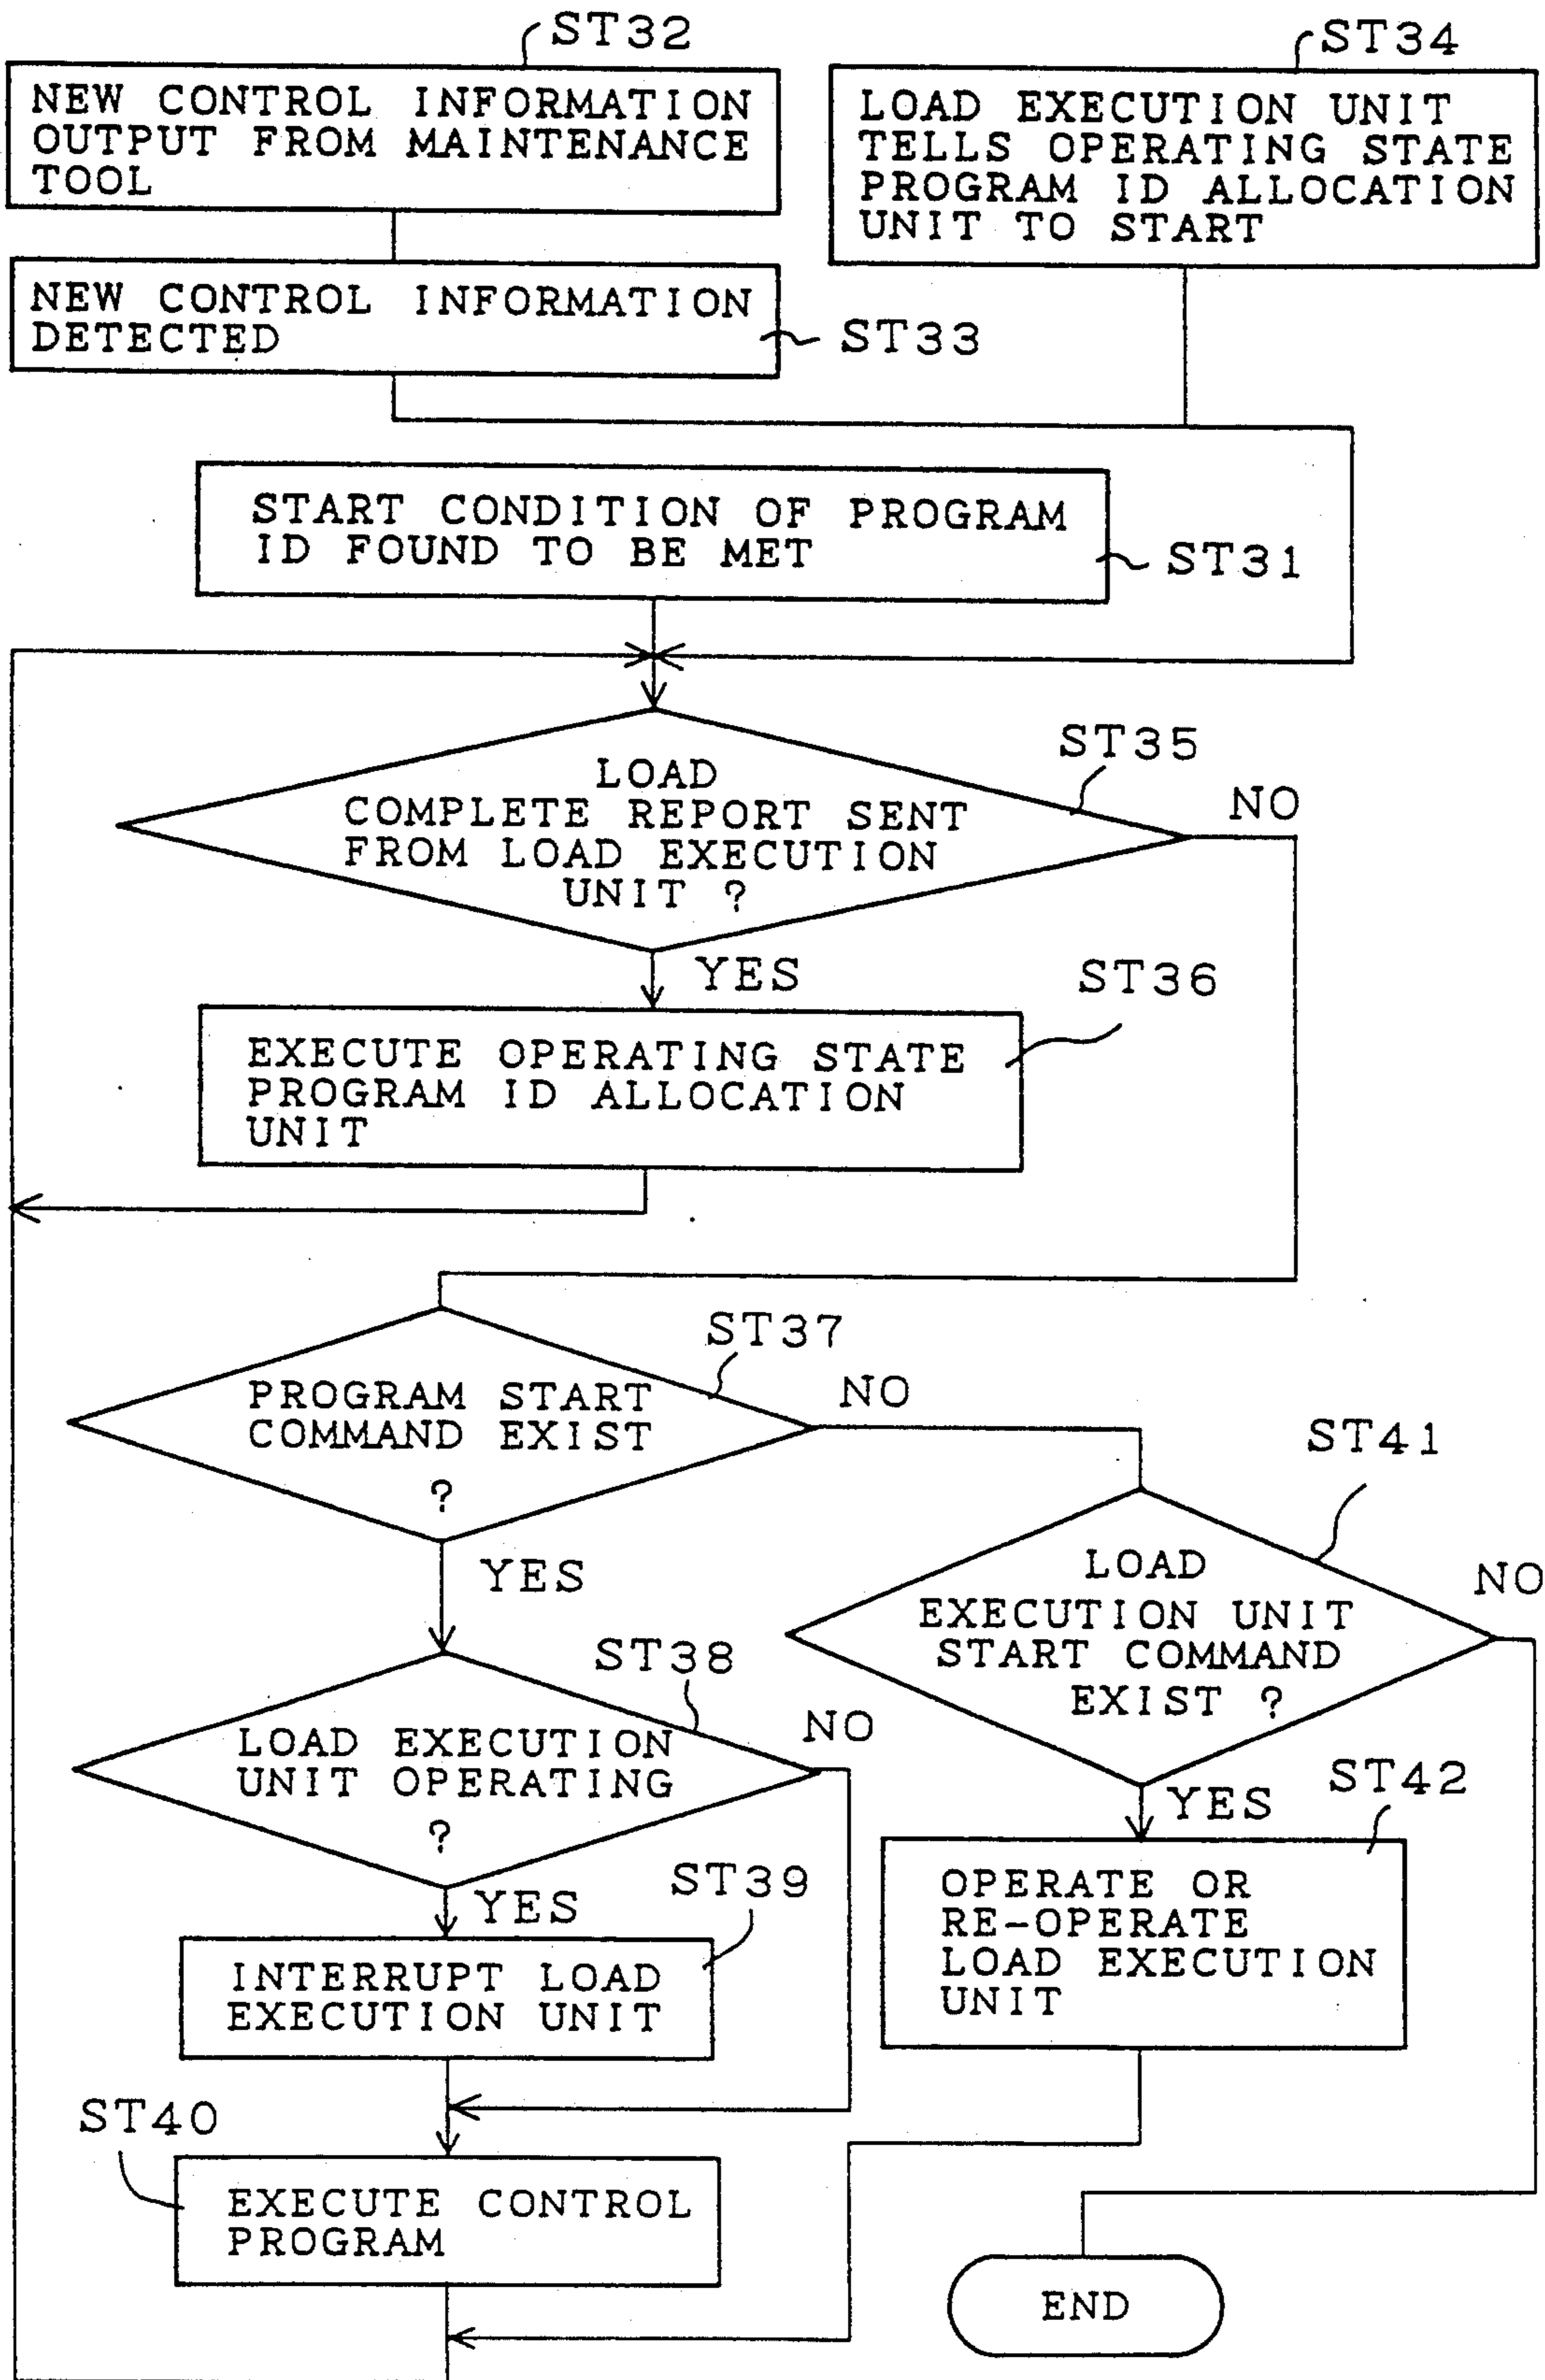 ST32
NEW CONTROL INFORMATION
OUTPUT FROM MAINTENANCE
TOOL
ST34
LOAD EXECUTION UNIT
TELLS OPERATING STATE
PROGRAM ID ALLOCATION
UNIT TO START
NEW CONTROL INFORMATION
DETECTED
ST33
START CONDITION OF PROGRAM
ID FOUND TO BE MET
ST31
LOAD
COMPLETE REPORT SENT
FROM LOAD EXECUTION
UNIT ?
ST35
NO
YES
ST36
EXECUTE OPERATING STATE
PROGRAM ID ALLOCATION
UNIT
ST37
PROGRAM START
COMMAND EXIST
?
NO
YES
ST41
LOAD
EXECUTION UNIT
START COMMAND
EXIST ?
NO
ST38
LOAD EXECUTION
UNIT OPERATING
?
NO
YES
YES
ST42
ST39
INTERRUPT LOAD
EXECUTION UNIT
OPERATE OR
RE-OPERATE
LOAD EXECUTION
UNIT
ST40
EXECUTE CONTROL
PROGRAM
END